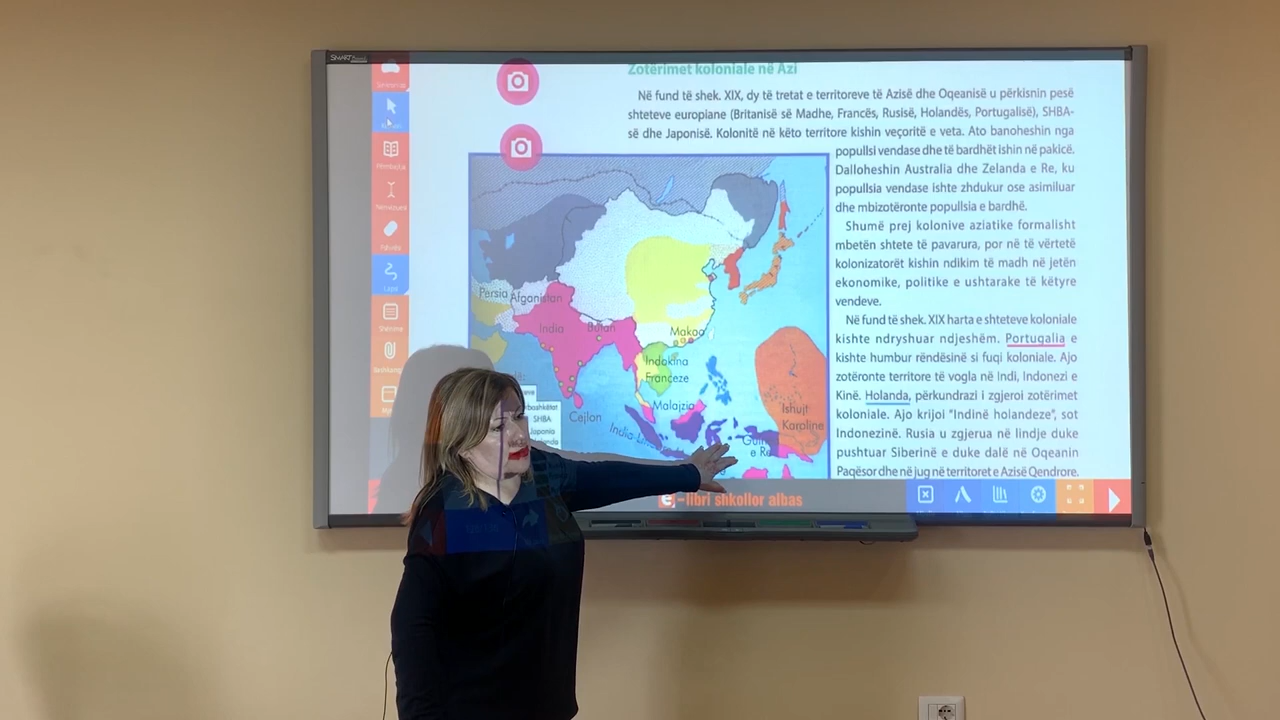 SMART
Zotërimet koloniale në Azi
Në fund të shek. XIX, dy të tretat e territoreve të Azisë dhe Oqeanisë u përkisnin pesë
shteteve europiane (Britanisë së Madhe, Francës, Rusisë, Holandës, Portugalisë), SHBA-
së dhe Japonisë. Kolonitë në këto territore kishin veçoritë e veta. Ato banoheshin nga
popullsi vendase dhe të bardhët ishin në pakicë.
Dalloheshin Australia dhe Zelanda e Re, ku
popullsia vendase ishte zhdukur ose asimiluar
dhe mbizotëronte popullsia e bardhë.
Shumë prej kolonive aziatike formalisht
mbetën shtete të pavarura, por në të vërtetë
kolonizatorët kishin ndikim të madh në jetën
ekonomike, politike e ushtarake të këtyre
vendeve.
Në fund të shek. XIX harta e shteteve koloniale
kishte ndryshuar ndjeshëm. Portugalia e
kishte humbur rëndësinë si fuqi koloniale. Ajo
zotëronte territore të vogla në Indi, Indonezi e
Kinë. Holanda, përkundrazi i zgjeroi zotërimet
koloniale. Ajo krijoi “Indinë holandeze”, sot
Indonezinë. Rusia u zgjerua në lindje duke
pushtuar Siberinë e duke dalë në Oqeanin
Paqësor dhe në jug në territoret e Azisë Qendrore.
Persia
Afganistan
India
Butan
Makao
Indokina
Franceze
Malajzia
Cejlon
Ishujt
Karoline
e Re
SHBA
Japonia
e-libri shkollor albas